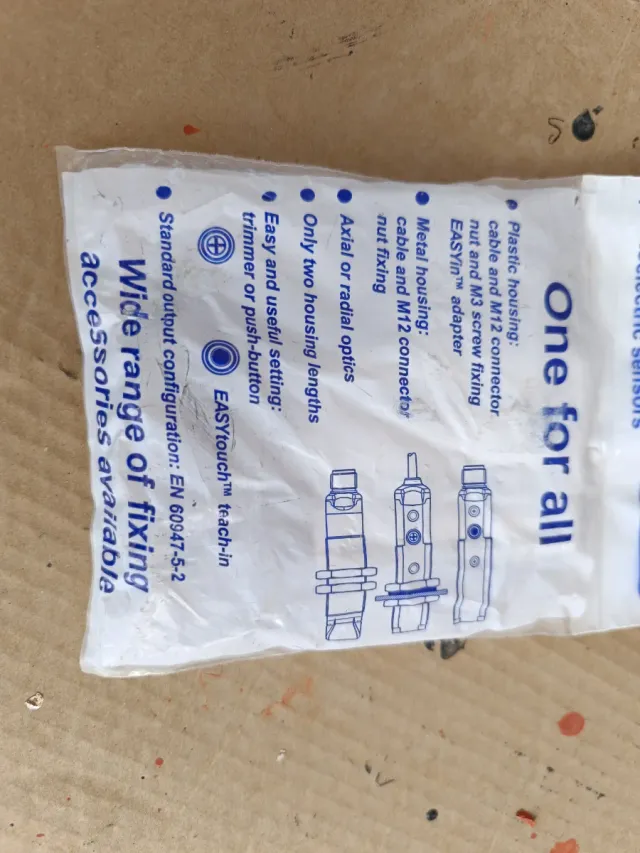 sensors
One for all
Plastic housing:
cable and M12 connector
nut and M3 screw fixing
EASYin™ adapter
Metal housing:
cable and M12 connector
nut fixing
Axial or radial optics
Only two housing lengths
Easy and useful setting:
trimmer or push-button
EASYtouch™ teach-in
Standard output configuration: EN 60947-5-2
Wide range of fixing
accessories available